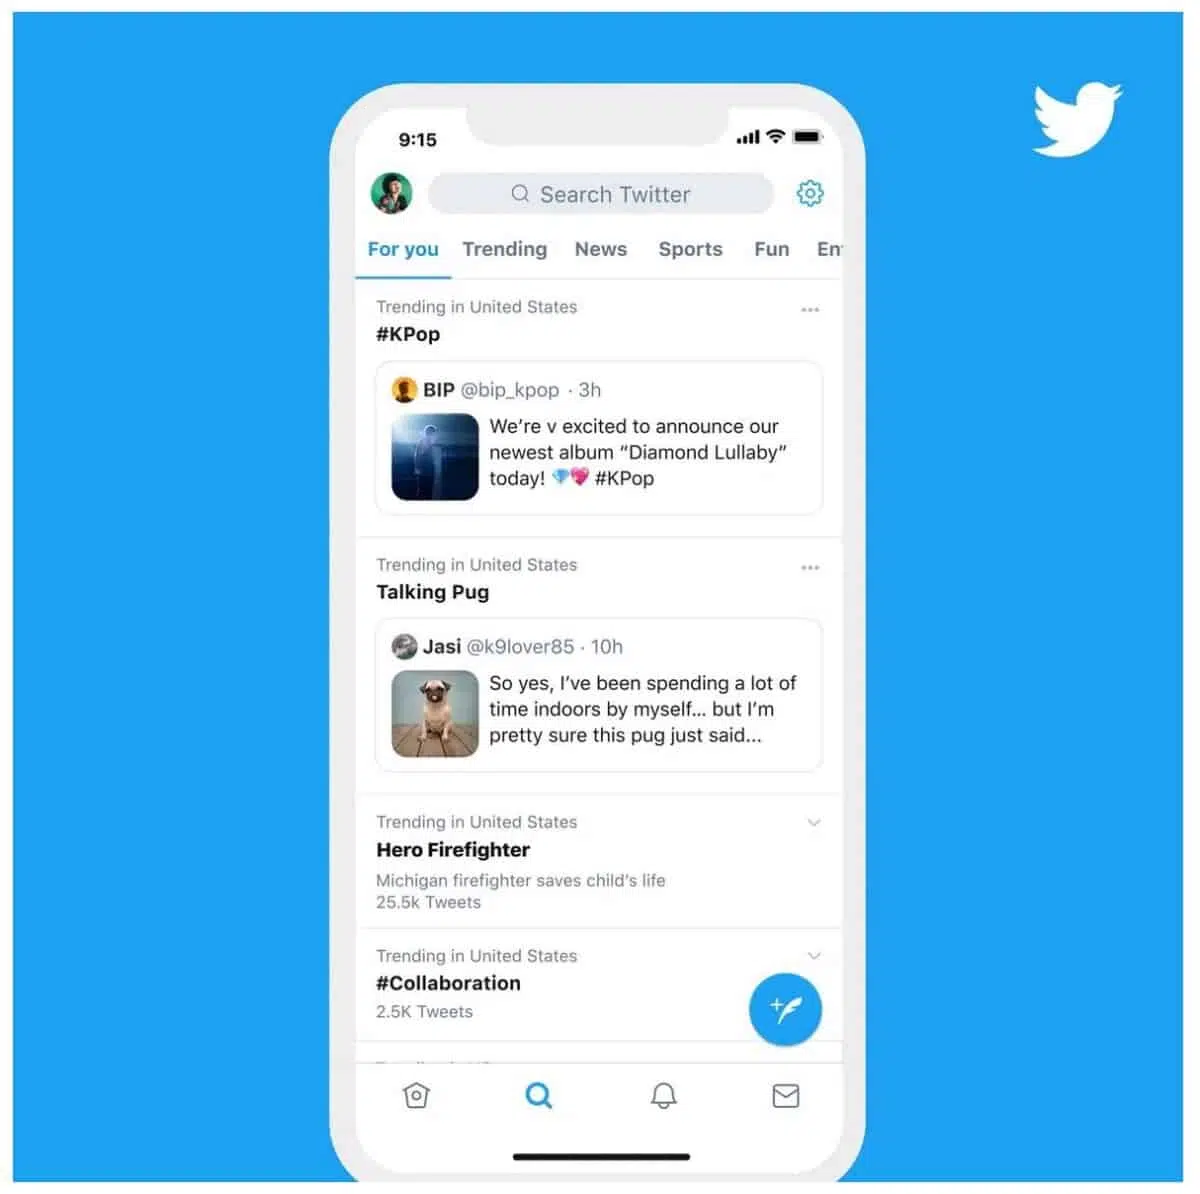 9:15
Search Twitter
For you Trending News Sports Fun
Trending in United States
#KPop
BIP @bip_kpop · 3h
We’re v excited to announce our
newest album “Diamond Lullaby”
today! 💎💖 #KPop
Trending in United States
Talking Pug
Jasi @k9lover85 · 10h
So yes, I’ve been spending a lot of
time indoors by myself... but I’m
pretty sure this pug just said...
Trending in United States
Hero Firefighter
Michigan firefighter saves child’s life
25.5k Tweets
Trending in United States
#Collaboration
2.5K Tweets